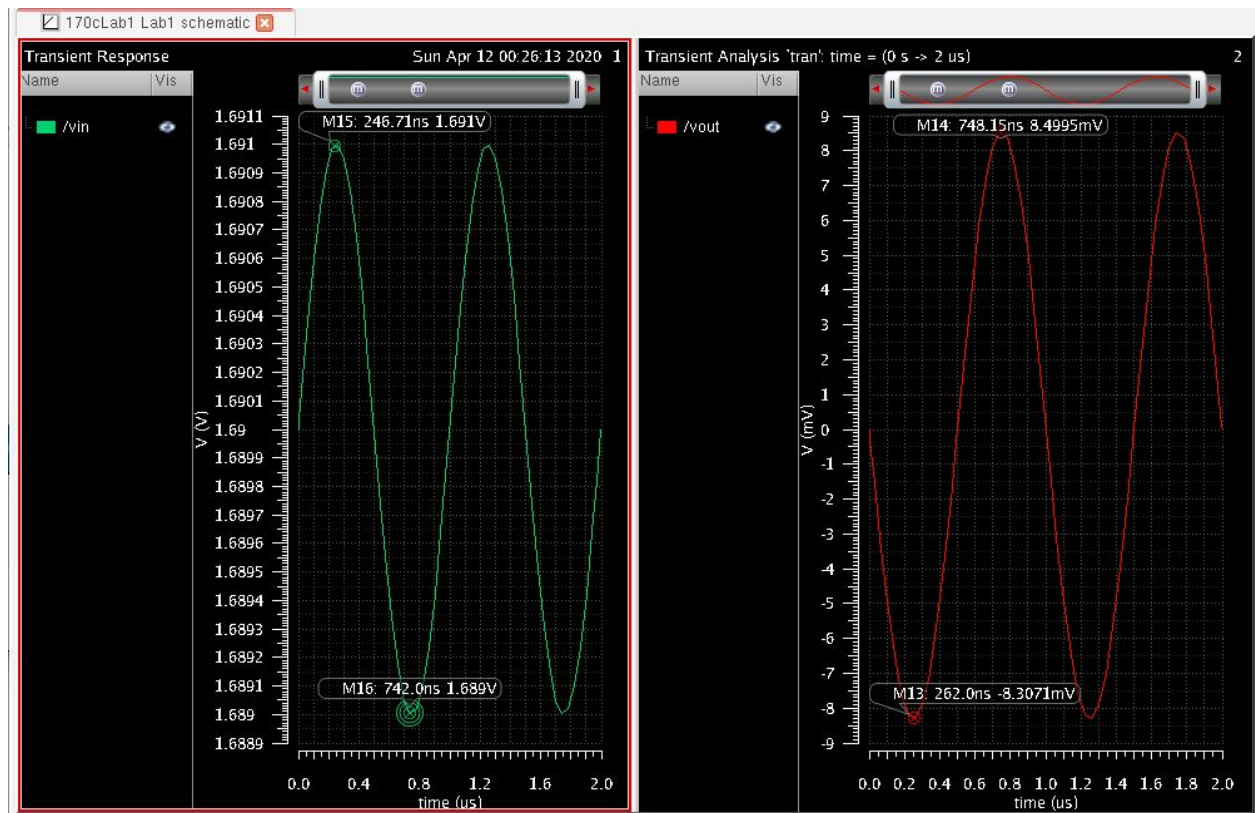 170cLab1 Lab1 schematic
Transient Response Sun Apr 12 00:26:13 2020 1
Name Vis
/vin
M15: 246.71ns 1.691V
1.6911
1.691
1.6909
1.6908
1.6907
1.6906
1.6905
1.6904
1.6903
1.6902
1.6901
1.69
1.6899
1.6898
1.6897
1.6896
1.6895
1.6894
1.6893
1.6892
1.6891
1.689
1.6889
V (V)
M16: 742.0ns 1.689V
0.0 0.4 0.8 1.2 1.6 2.0
time (us)
Transient Analysis `tran': time = (0 s -> 2 us) 2
Name Vis
/vout
M14: 748.15ns 8.4995mV
9
8
7
6
5
4
3
2
1
0
-1
-2
-3
-4
-5
-6
-7
-8
-9
V (mV)
M13: 262.0ns -8.3071mV
0.0 0.2 0.4 0.6 0.8 1.0 1.2 1.4 1.6 1.8 2.0
time (us)